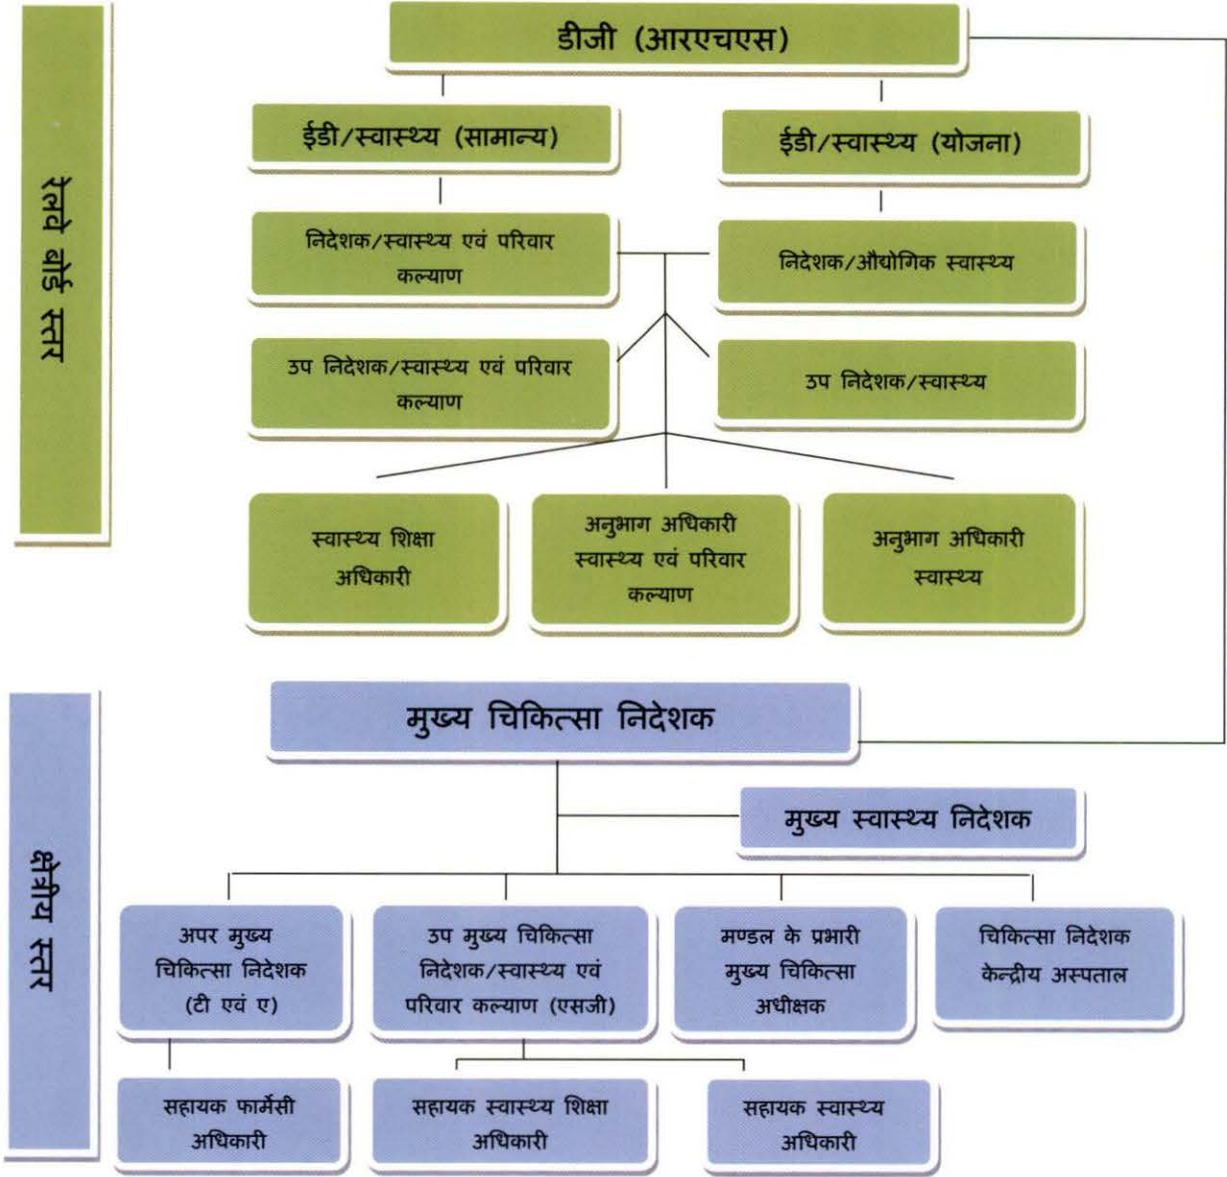 डीजी (आरएचएस)
ईडी/स्वास्थ्य (सामान्य)
ईडी/स्वास्थ्य (योजना)
रेलवे बोर्ड स्तर
निदेशक/स्वास्थ्य एवं परिवार
कल्याण
निदेशक/औद्योगिक स्वास्थ्य
उप निदेशक/स्वास्थ्य एवं परिवार
कल्याण
उप निदेशक/स्वास्थ्य
स्वास्थ्य शिक्षा
अधिकारी
अनुभाग अधिकारी
स्वास्थ्य एवं परिवार
कल्याण
अनुभाग अधिकारी
स्वास्थ्य
मुख्य चिकित्सा निदेशक
मुख्य स्वास्थ्य निदेशक
क्षेत्रीय स्तर
अपर मुख्य
चिकित्सा निदेशक
(टी एवं ए)
उप मुख्य चिकित्सा
निदेशक/स्वास्थ्य एवं
परिवार कल्याण (एसजी)
मण्डल के प्रभारी
मुख्य चिकित्सा
अधीक्षक
चिकित्सा निदेशक
केन्द्रीय अस्पताल
सहायक फार्मेसी
अधिकारी
सहायक स्वास्थ्य शिक्षा
अधिकारी
सहायक स्वास्थ्य
अधिकारी